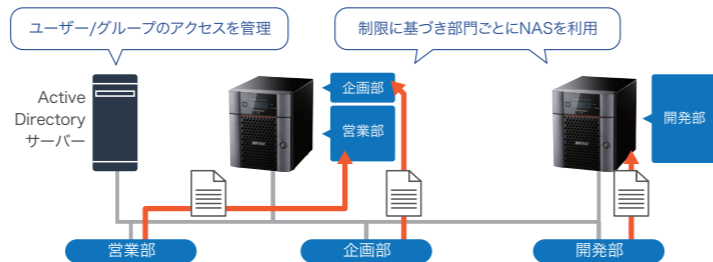 ユーザー/グループのアクセスを管理
制限に基づき部門ごとにNASを利用
Active
Directory
サーバー
企画部
営業部
開発部
BUFFALO
BUFFALO
営業部
企画部
開発部